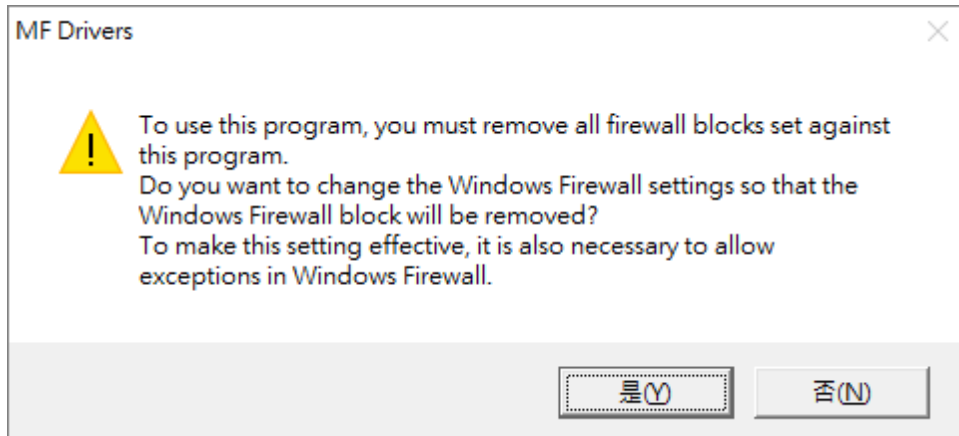 MF Drivers
To use this program, you must remove all firewall blocks set against
this program.
Do you want to change the Windows Firewall settings so that the
Windows Firewall block will be removed?
To make this setting effective, it is also necessary to allow
exceptions in Windows Firewall.
是(Y)
否(N)